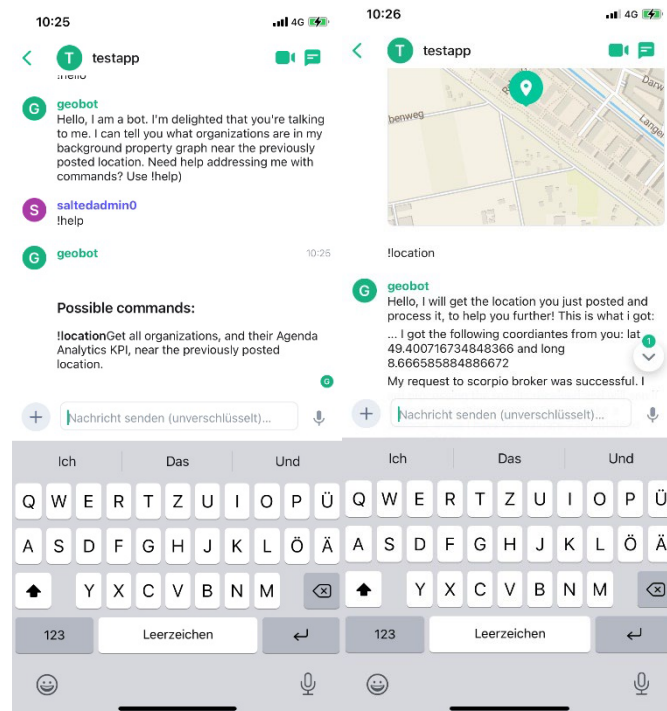 10:25
4G
T
testapp
!hello
G
geobot
Hello, I am a bot. I'm delighted that you're talking
to me. I can tell you what organizations are in my
background property graph near the previously
posted location. Need help addressing me with
commands? Use !help)
S
saltedadmin0
!help
G
geobot
10:25
Possible commands:
!locationGet all organizations, and their Agenda
Analytics KPI, near the previously posted
location.
G
Nachricht senden (unverschlüsselt)...
Ich Das Und
Q W E R T Z U I O P Ü
A S D F G H J K L Ö Ä
Y X C V B N M
123 Leerzeichen
10:26
4G
T
testapp
benweg
Darw
Langer
!location
G
geobot
Hello, I will get the location you just posted and
process it, to help you further! This is what i got:
... I got the following coordiantes from you: lat
49.400716734848366 and long
8.666585884886672
1
My request to scorpio broker was successful. I
Nachricht senden (unverschlüsselt)...
Ich Das Und
Q W E R T Z U I O P Ü
A S D F G H J K L Ö Ä
Y X C V B N M
123 Leerzeichen